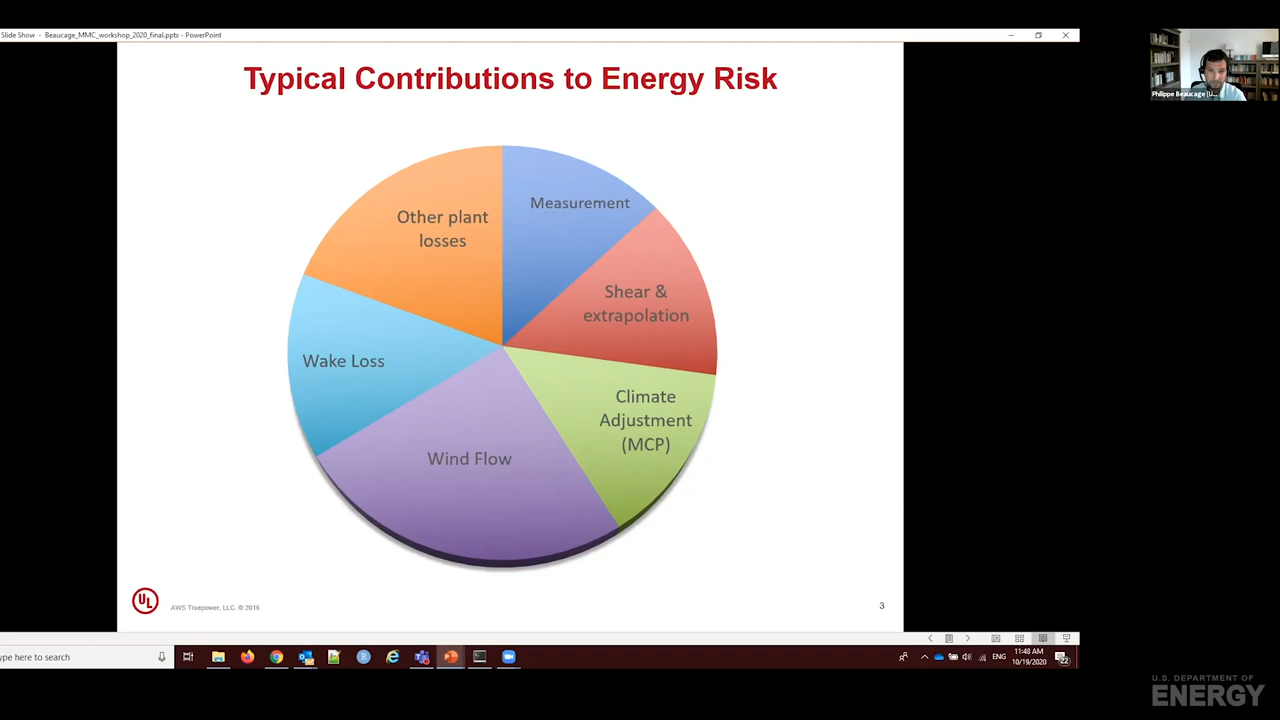 Slide Show - Beaucage_MMC_workshop_2020_final.pptx - PowerPoint
Typical Contributions to Energy Risk
Measurement
Other plant
losses
Shear &
extrapolation
Wake Loss
Climate
Adjustment
(MCP)
Wind Flow
UL
AWS Truepower, LLC. © 2016
3
ype here to search
ENG
11:48 AM
10/19/2020
22
Philippe Beaucage (U...
U.S. DEPARTMENT OF
ENERGY